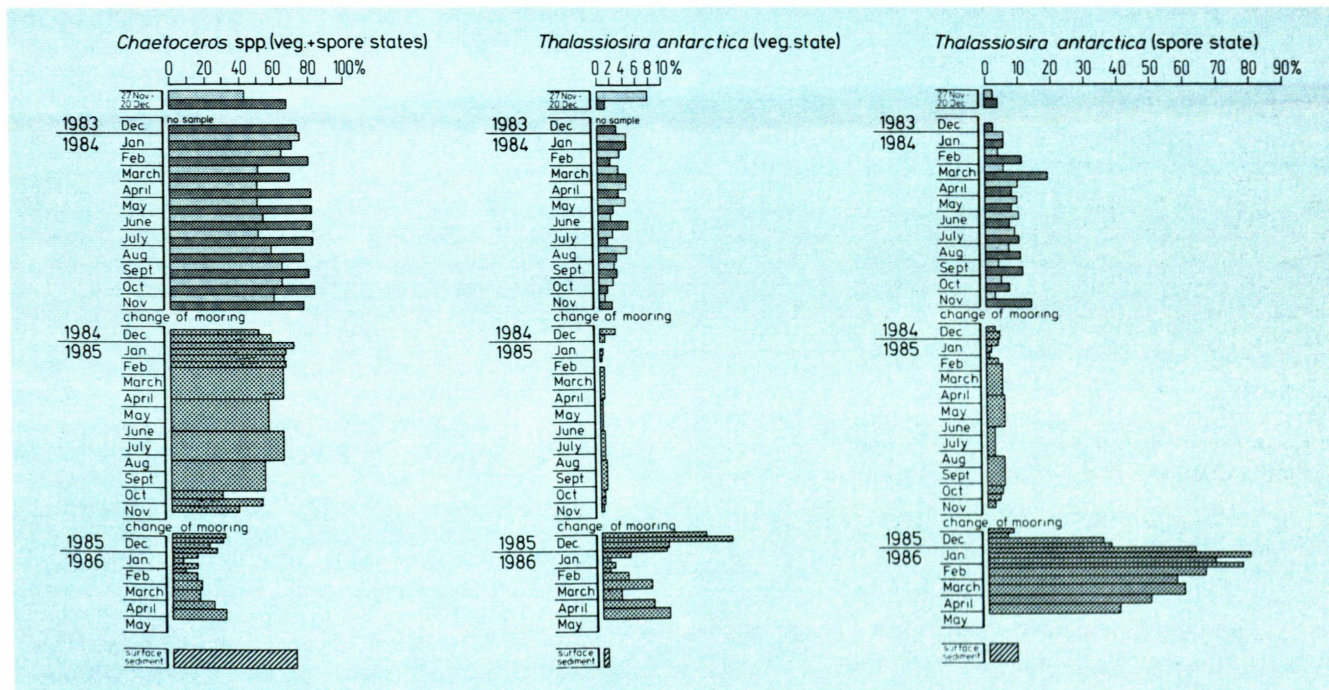 Chaetoceros spp.(veg.+spore states)
0 20 40 60 80 100%
27 Nov-
20 Dec
no sample
1983 Dec
1984 Jan
Feb
March
April
May
June
July
Aug
Sept
Oct
Nov
change of mooring
1984 Dec
1985 Jan
Feb
March
April
May
June
July
Aug
Sept
Oct
Nov
change of mooring
1985 Dec.
1986 Jan.
Feb
March
April
May
surface
sediment
Thalassiosira antarctica (veg.state)
0 2 4 6 8 10%
27 Nov-
20 Dec
no sample
1983 Dec
1984 Jan
Feb
March
April
May
June
July
Aug
Sept
Oct
Nov
change of mooring
1984 Dec
1985 Jan
Feb
March
April
May
June
July
Aug
Sept
Oct
Nov
change of mooring
1985 Dec.
1986 Jan.
Feb
March
April
May
surface
sediment
Thalassiosira antarctica (spore state)
0 10 20 30 40 50 60 70 80 90%
27 Nov-
20 Dec
1983 Dec
1984 Jan
Feb
March
April
May
June
July
Aug
Sept
Oct
Nov
change of mooring
1984 Dec
1985 Jan
Feb
March
April
May
June
July
Aug
Sept
Oct
Nov
change of mooring
1985 Dec.
1986 Jan.
Feb
March
April
May
surface
sediment